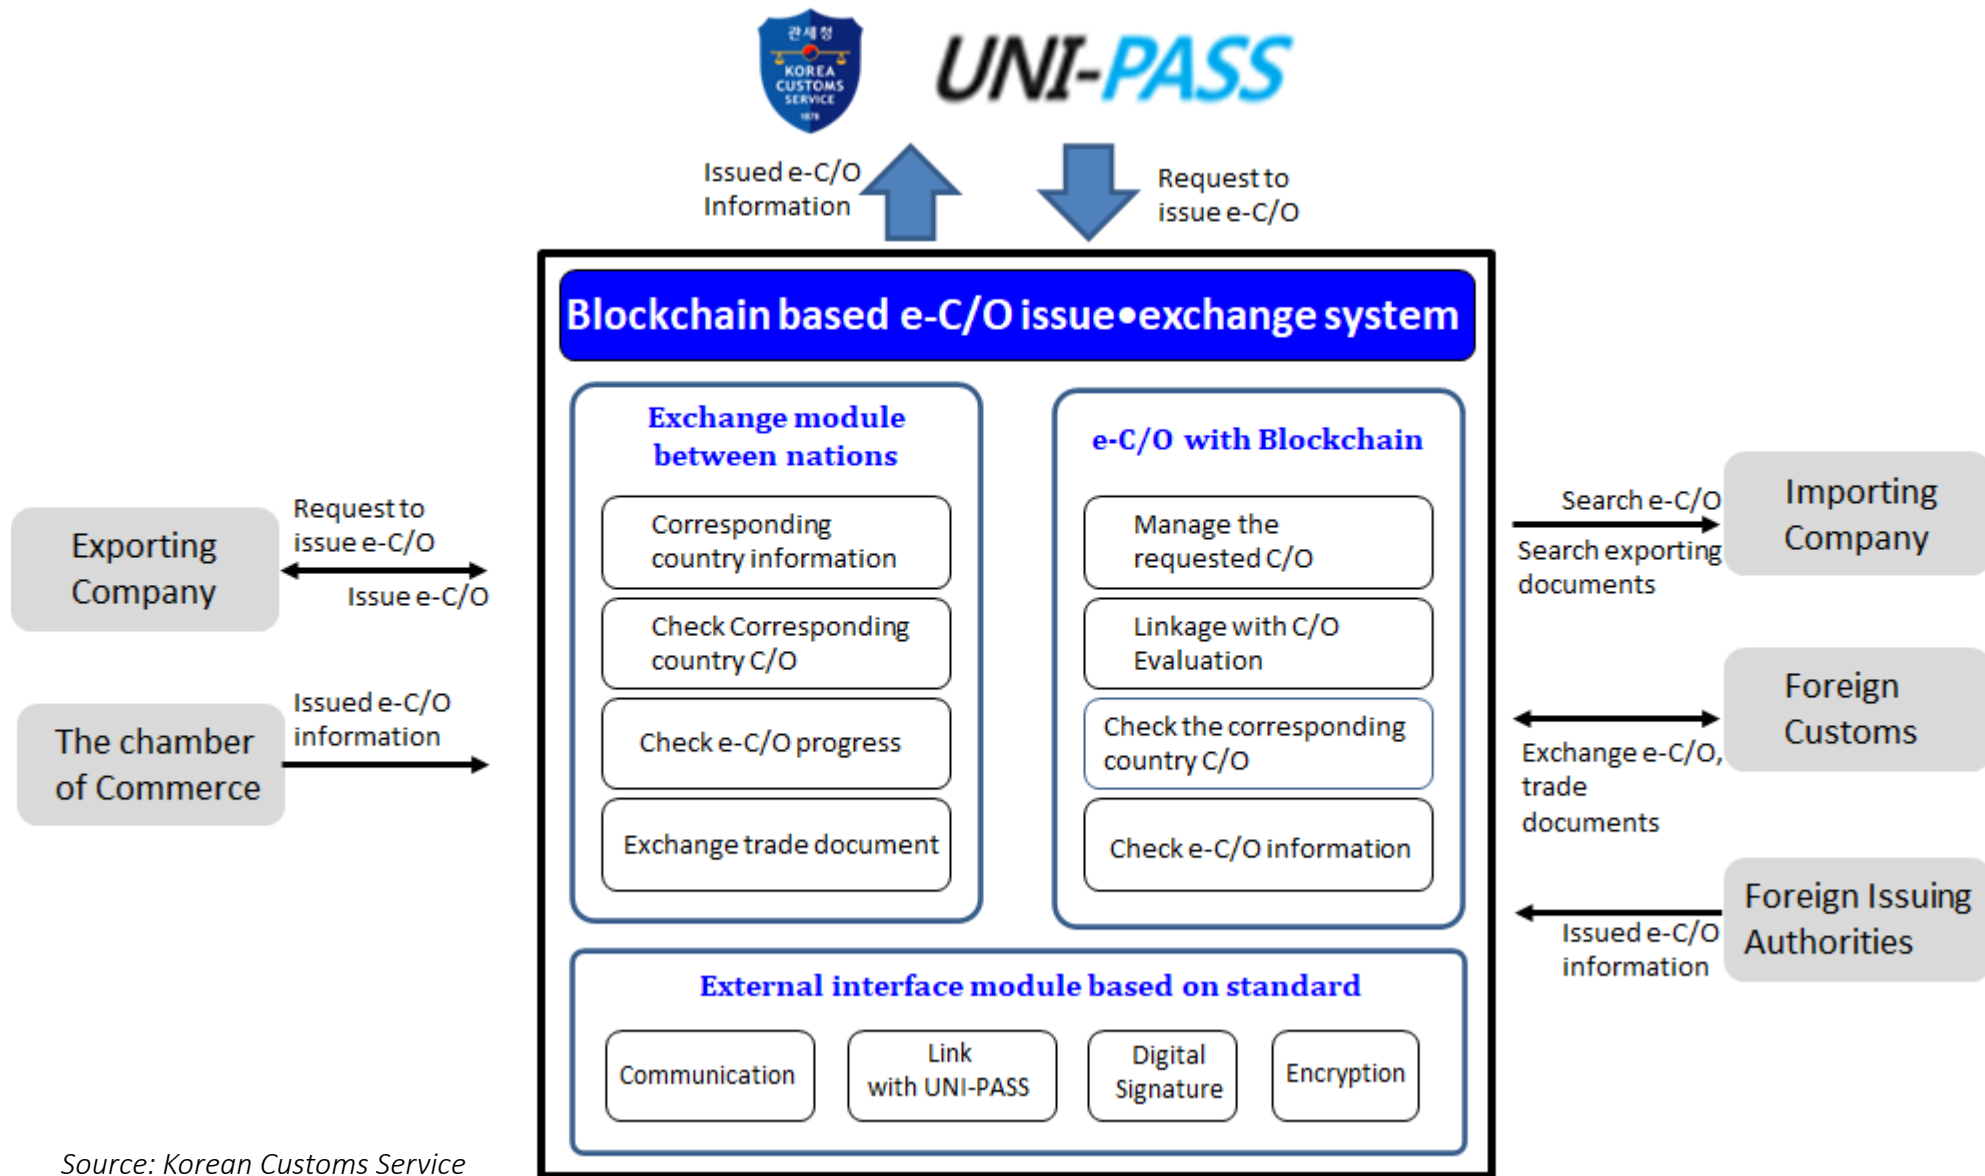 관세청
KOREA
CUSTOMS
SERVICE
1878
UNI-PASS
Issued e-C/O
Information
Request to
issue e-C/O
Blockchain based e-C/O issue•exchange system
Exchange module
between nations
Corresponding
country information
Check Corresponding
country C/O
Check e-C/O progress
Exchange trade document
e-C/O with Blockchain
Manage the
requested C/O
Linkage with C/O
Evaluation
Check the corresponding
country C/O
Check e-C/O information
External interface module based on standard
Communication
Link
with UNI-PASS
Digital
Signature
Encryption
Exporting
Company
Request to
issue e-C/O
Issue e-C/O
The chamber
of Commerce
Issued e-C/O
information
Search e-C/O
Search exporting
documents
Importing
Company
Foreign
Customs
Exchange e-C/O,
trade
documents
Foreign Issuing
Authorities
Issued e-C/O
information
Source: Korean Customs Service